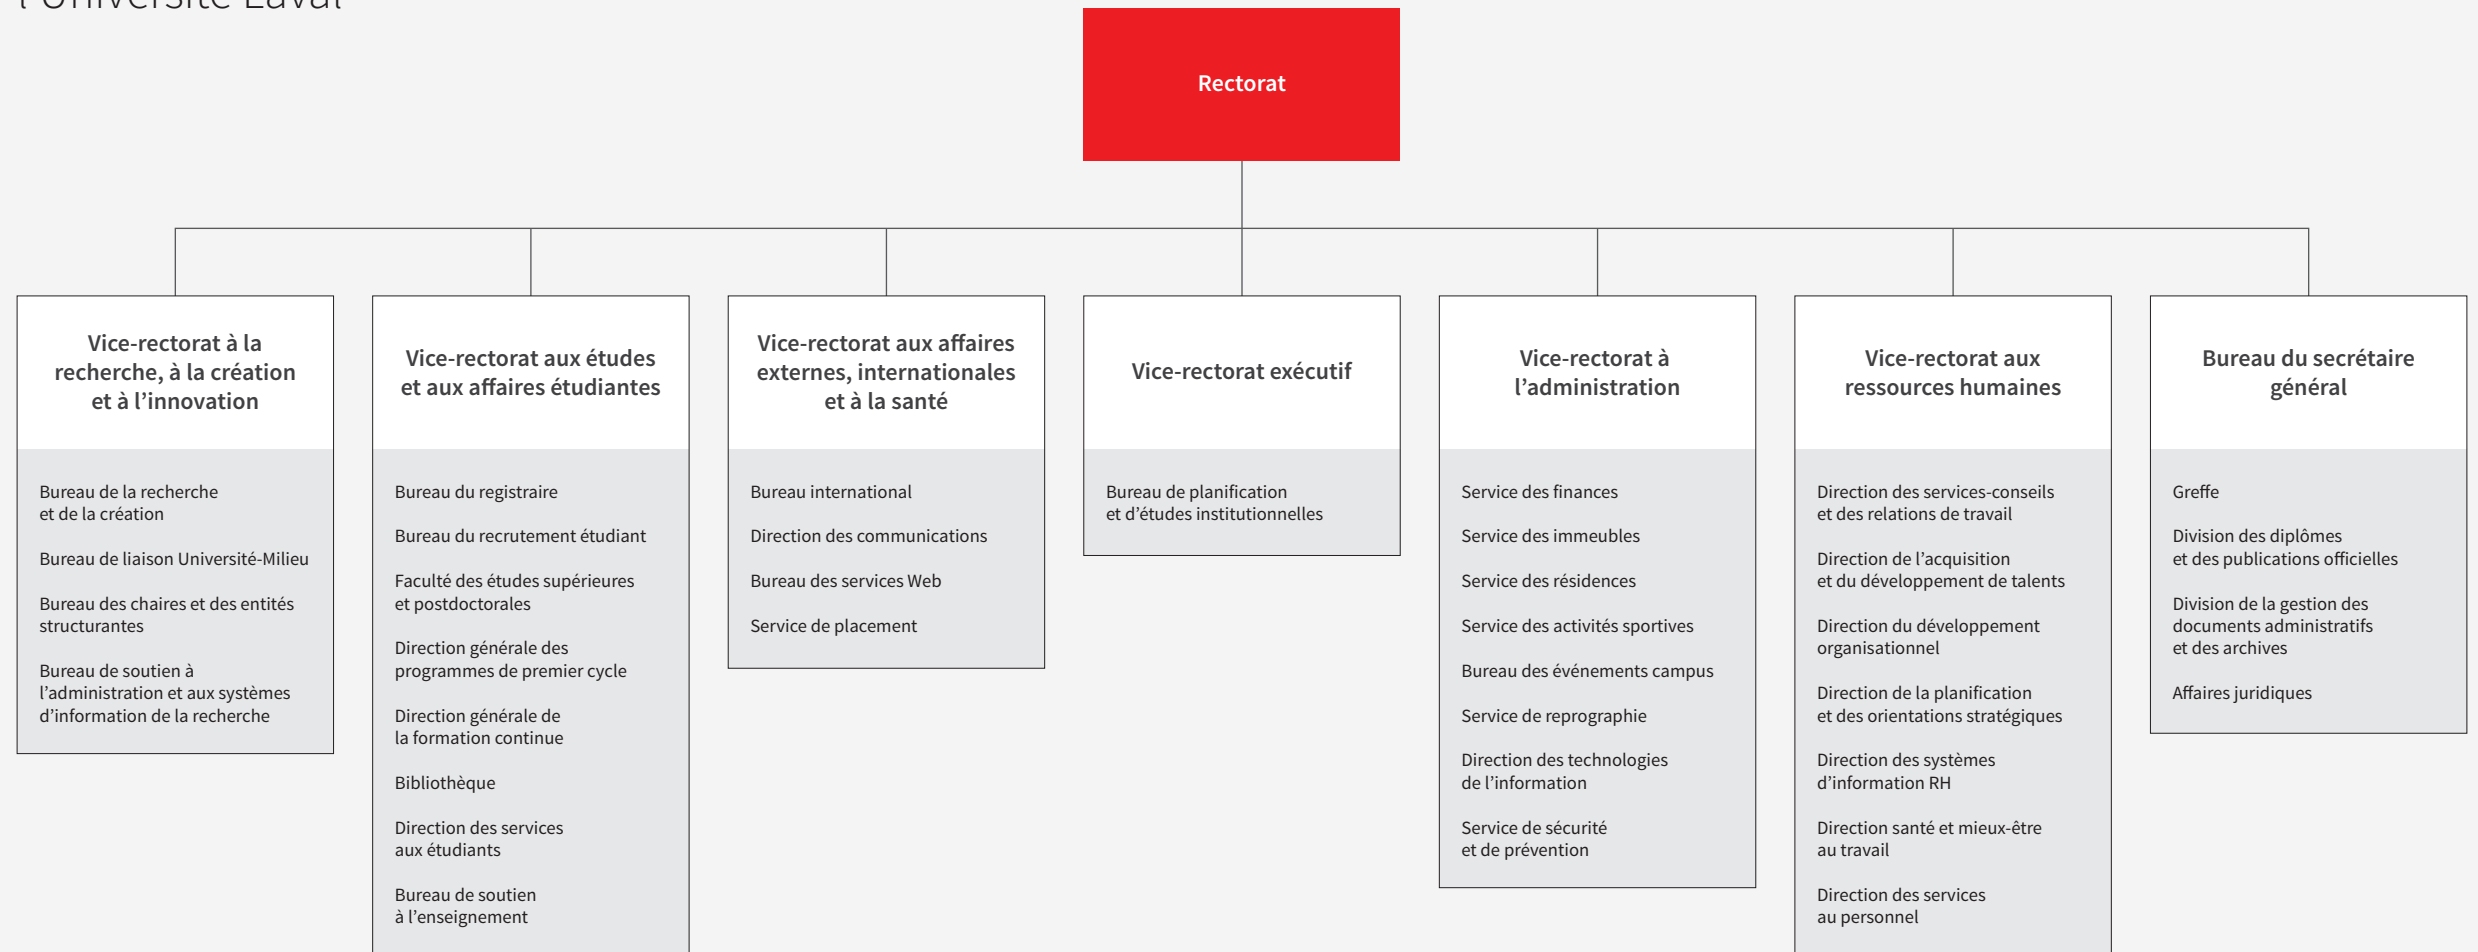 l'Université Laval
Rectorat
Vice-rectorat à la
recherche, à la création
et à l’innovation
Bureau de la recherche
et de la création
Bureau de liaison Université-Milieu
Bureau des chaires et des entités
structurantes
Bureau de soutien à
l’administration et aux systèmes
d’information de la recherche
Vice-rectorat aux études
et aux affaires étudiantes
Bureau du registraire
Bureau du recrutement étudiant
Faculté des études supérieures
et postdoctorales
Direction générale des
programmes de premier cycle
Direction générale de
la formation continue
Bibliothèque
Direction des services
aux étudiants
Bureau de soutien
à l’enseignement
Vice-rectorat aux affaires
externes, internationales
et à la santé
Bureau international
Direction des communications
Bureau des services Web
Service de placement
Vice-rectorat exécutif
Bureau de planification
et d’études institutionnelles
Vice-rectorat à
l’administration
Service des finances
Service des immeubles
Service des résidences
Service des activités sportives
Bureau des événements campus
Service de reprographie
Direction des technologies
de l’information
Service de sécurité
et de prévention
Vice-rectorat aux
ressources humaines
Direction des services-conseils
et des relations de travail
Direction de l’acquisition
et du développement de talents
Direction du développement
organisationnel
Direction de la planification
et des orientations stratégiques
Direction des systèmes
d’information RH
Direction santé et mieux-être
au travail
Direction des services
au personnel
Bureau du secrétaire
général
Greffe
Division des diplômes
et des publications officielles
Division de la gestion des
documents administratifs
et des archives
Affaires juridiques